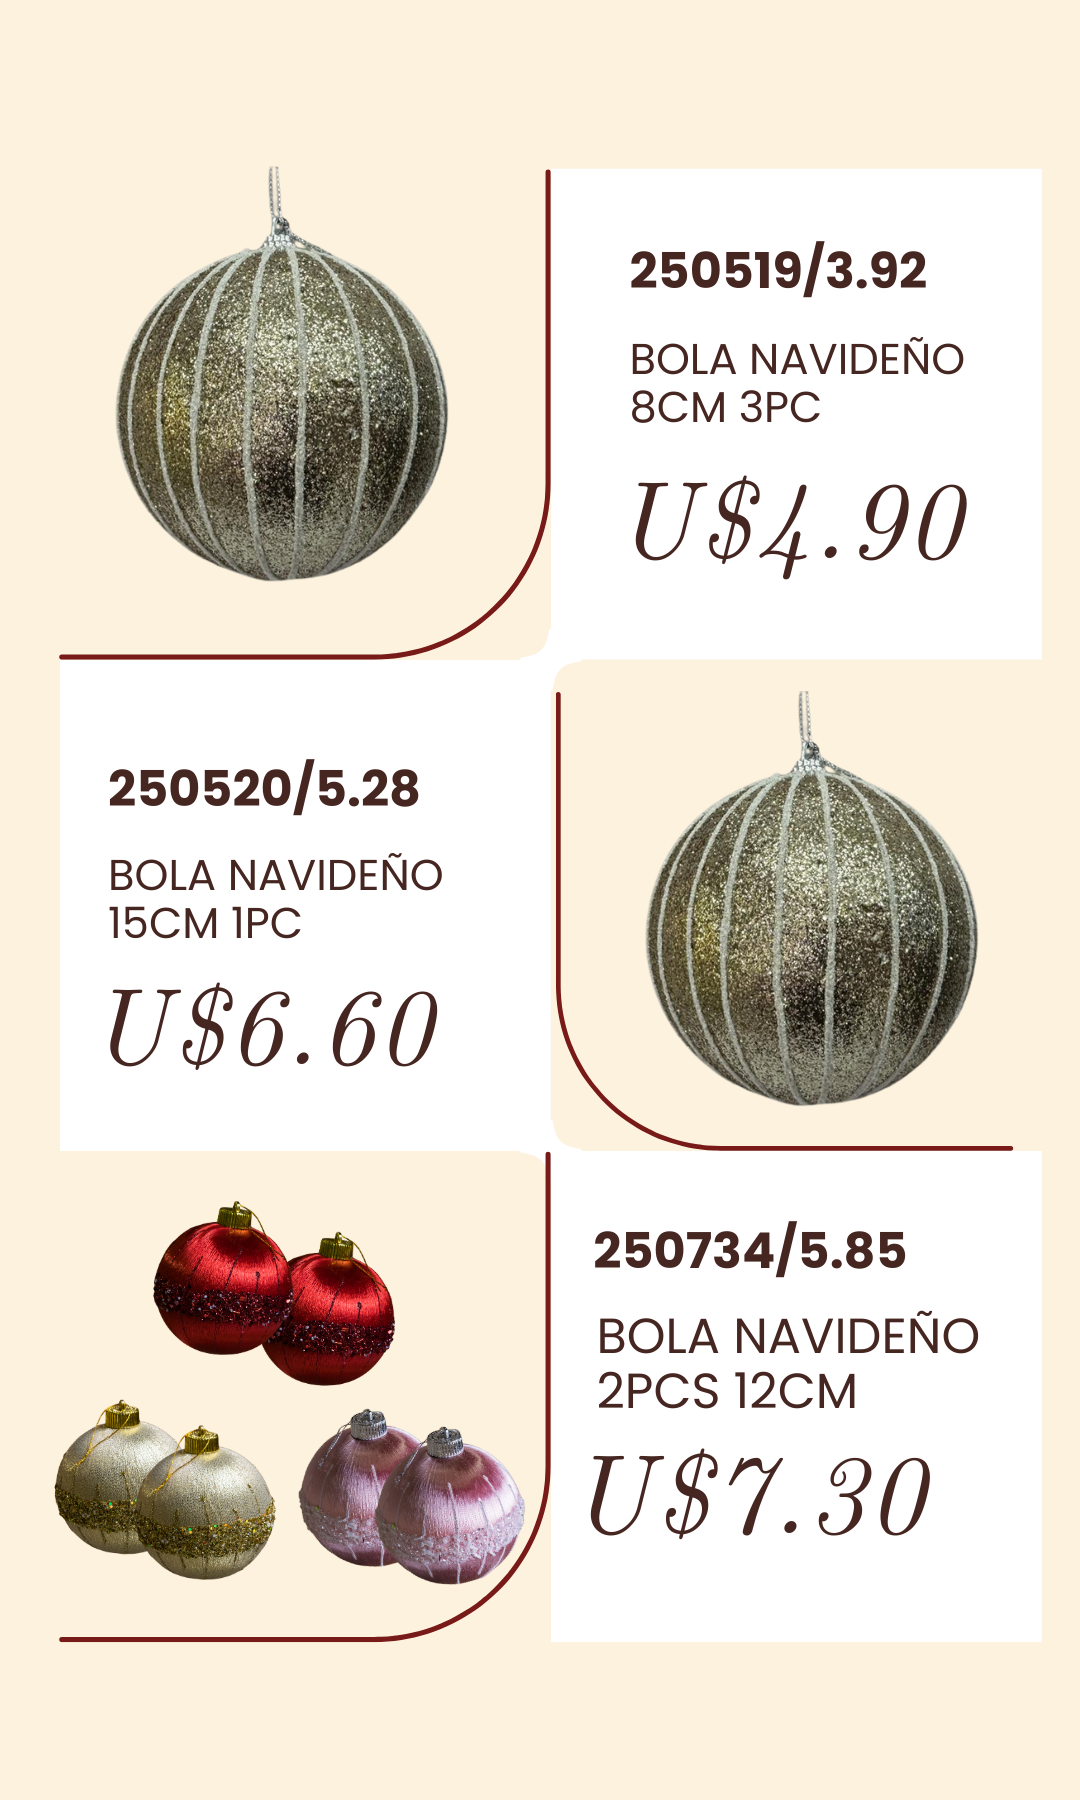 250519/3.92
BOLA NAVIDEÑO
8CM 3PC
U$4.90
250520/5.28
BOLA NAVIDEÑO
15CM 1PC
U$6.60
250734/5.85
BOLA NAVIDEÑO
2PCS 12CM
U$7.30